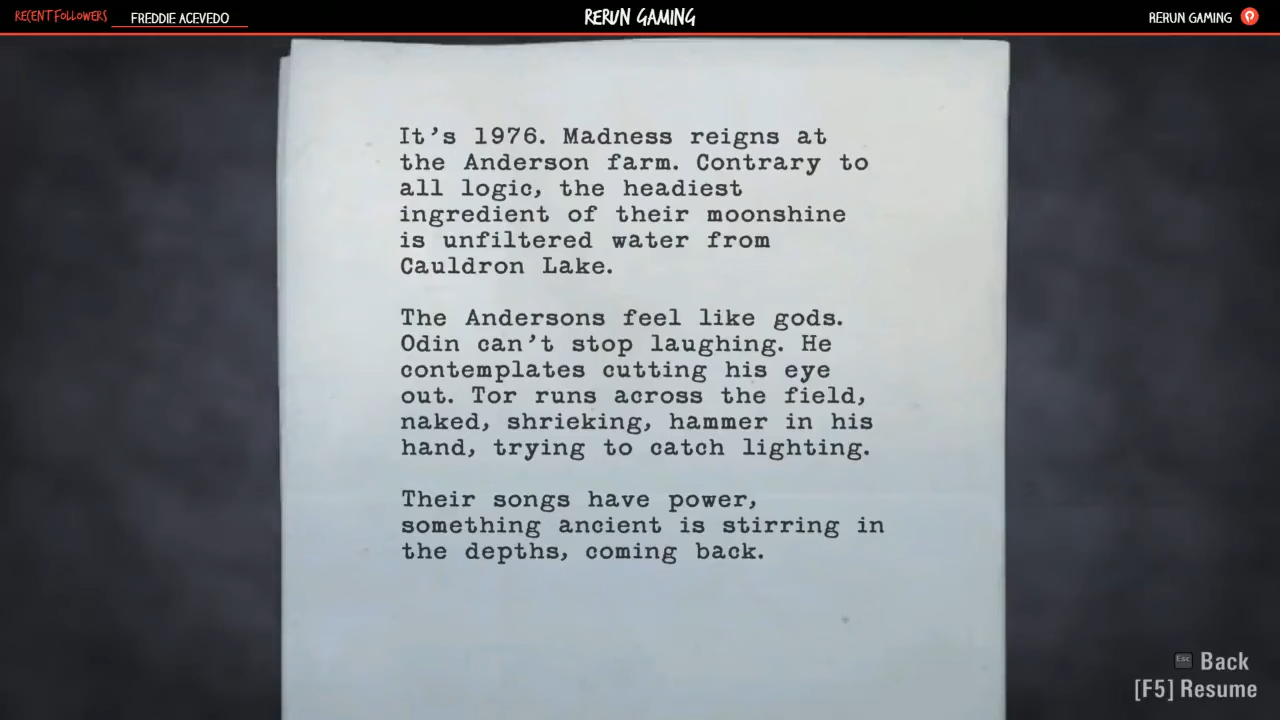 RECENT FOLLOWERS FREDDIE ACEVEDO RERUN GAMING RERUN GAMING
It's 1976. Madness reigns at
the Anderson farm. Contrary to
all logic, the headiest
ingredient of their moonshine
is unfiltered water from
Cauldron Lake.
The Andersons feel like gods.
Odin can't stop laughing. He
contemplates cutting his eye
out. Tor runs across the field,
naked, shrieking, hammer in his
hand, trying to catch lighting.
Their songs have power,
something ancient is stirring in
the depths, coming back.
Esc Back
[F5] Resume